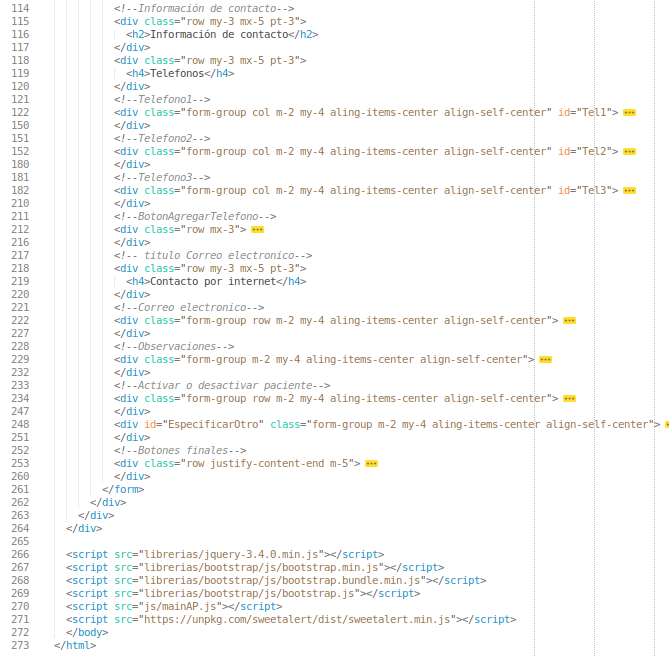 114 <!--Información de contacto-->
115 <div class="row my-3 mx-5 pt-3">
116 <h2>Información de contacto</h2>
117 </div>
118 <div class="row my-3 mx-5 pt-3">
119 <h4>Telefonos</h4>
120 </div>
121 <!--Telefono1-->
122 <div class="form-group col m-2 my-4 aling-items-center align-self-center" id="Tel1">
150 </div>
151 <!--Telefono2-->
152 <div class="form-group col m-2 my-4 aling-items-center align-self-center" id="Tel2">
180 </div>
181 <!--Telefono3-->
182 <div class="form-group col m-2 my-4 aling-items-center align-self-center" id="Tel3">
210 </div>
211 <!--BotonAgregarTelefono-->
212 <div class="row mx-3">
216 </div>
217 <!-- titulo Correo electronico-->
218 <div class="row my-3 mx-5 pt-3">
219 <h4>Contacto por internet</h4>
220 </div>
221 <!--Correo electronico-->
222 <div class="form-group row m-2 my-4 aling-items-center align-self-center">
227 </div>
228 <!--Observaciones-->
229 <div class="form-group m-2 my-4 aling-items-center align-self-center">
232 </div>
233 <!--Activar o desactivar paciente-->
234 <div class="form-group row m-2 my-4 aling-items-center align-self-center">
247 </div>
248 <div id="EspecificarOtro" class="form-group m-2 my-4 aling-items-center align-self-center">
251 </div>
252 <!--Botones finales-->
253 <div class="row justify-content-end m-5">
260 </div>
261 </form>
262 </div>
263 </div>
264 </div>
265
266 <script src="librerias/jquery-3.4.0.min.js"></script>
267 <script src="librerias/bootstrap/js/bootstrap.min.js"></script>
268 <script src="librerias/bootstrap/js/bootstrap.bundle.min.js"></script>
269 <script src="librerias/bootstrap/js/bootstrap.js"></script>
270 <script src="js/mainAP.js"></script>
271 <script src="https://unpkg.com/sweetalert/dist/sweetalert.min.js"></script>
272 </body>
273 </html>